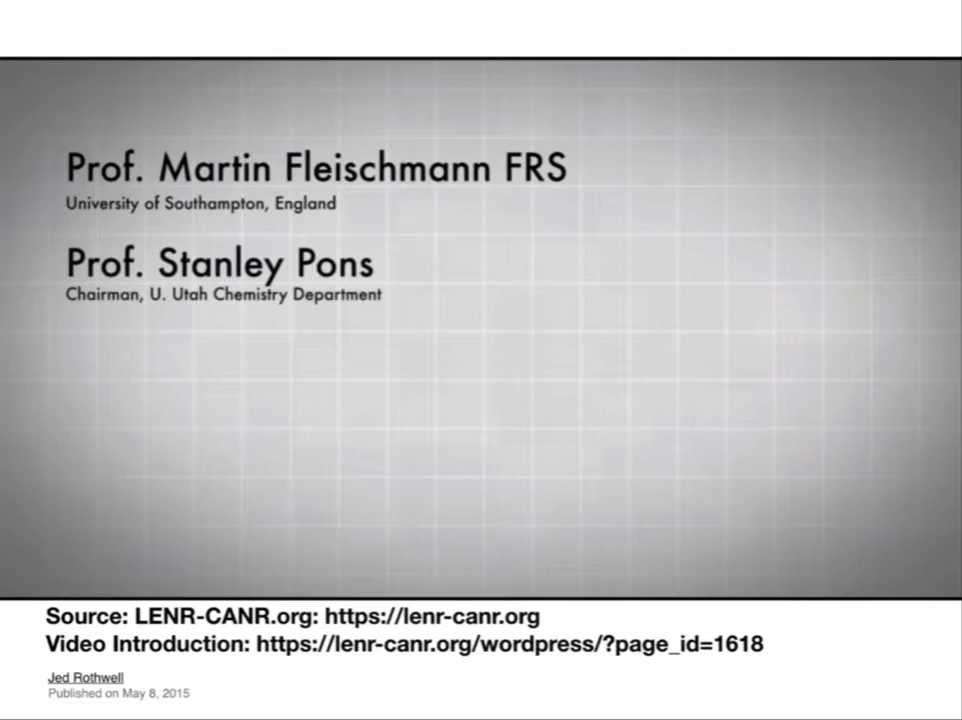 Prof. Martin Fleischmann FRS
University of Southampton, England
Prof. Stanley Pons
Chairman, U. Utah Chemistry Department
Source: LENR-CANR.org: https://lenr-canr.org
Video Introduction: https://lenr-canr.org/wordpress/?page_id=1618
Jed Rothwell
Published on May 8, 2015